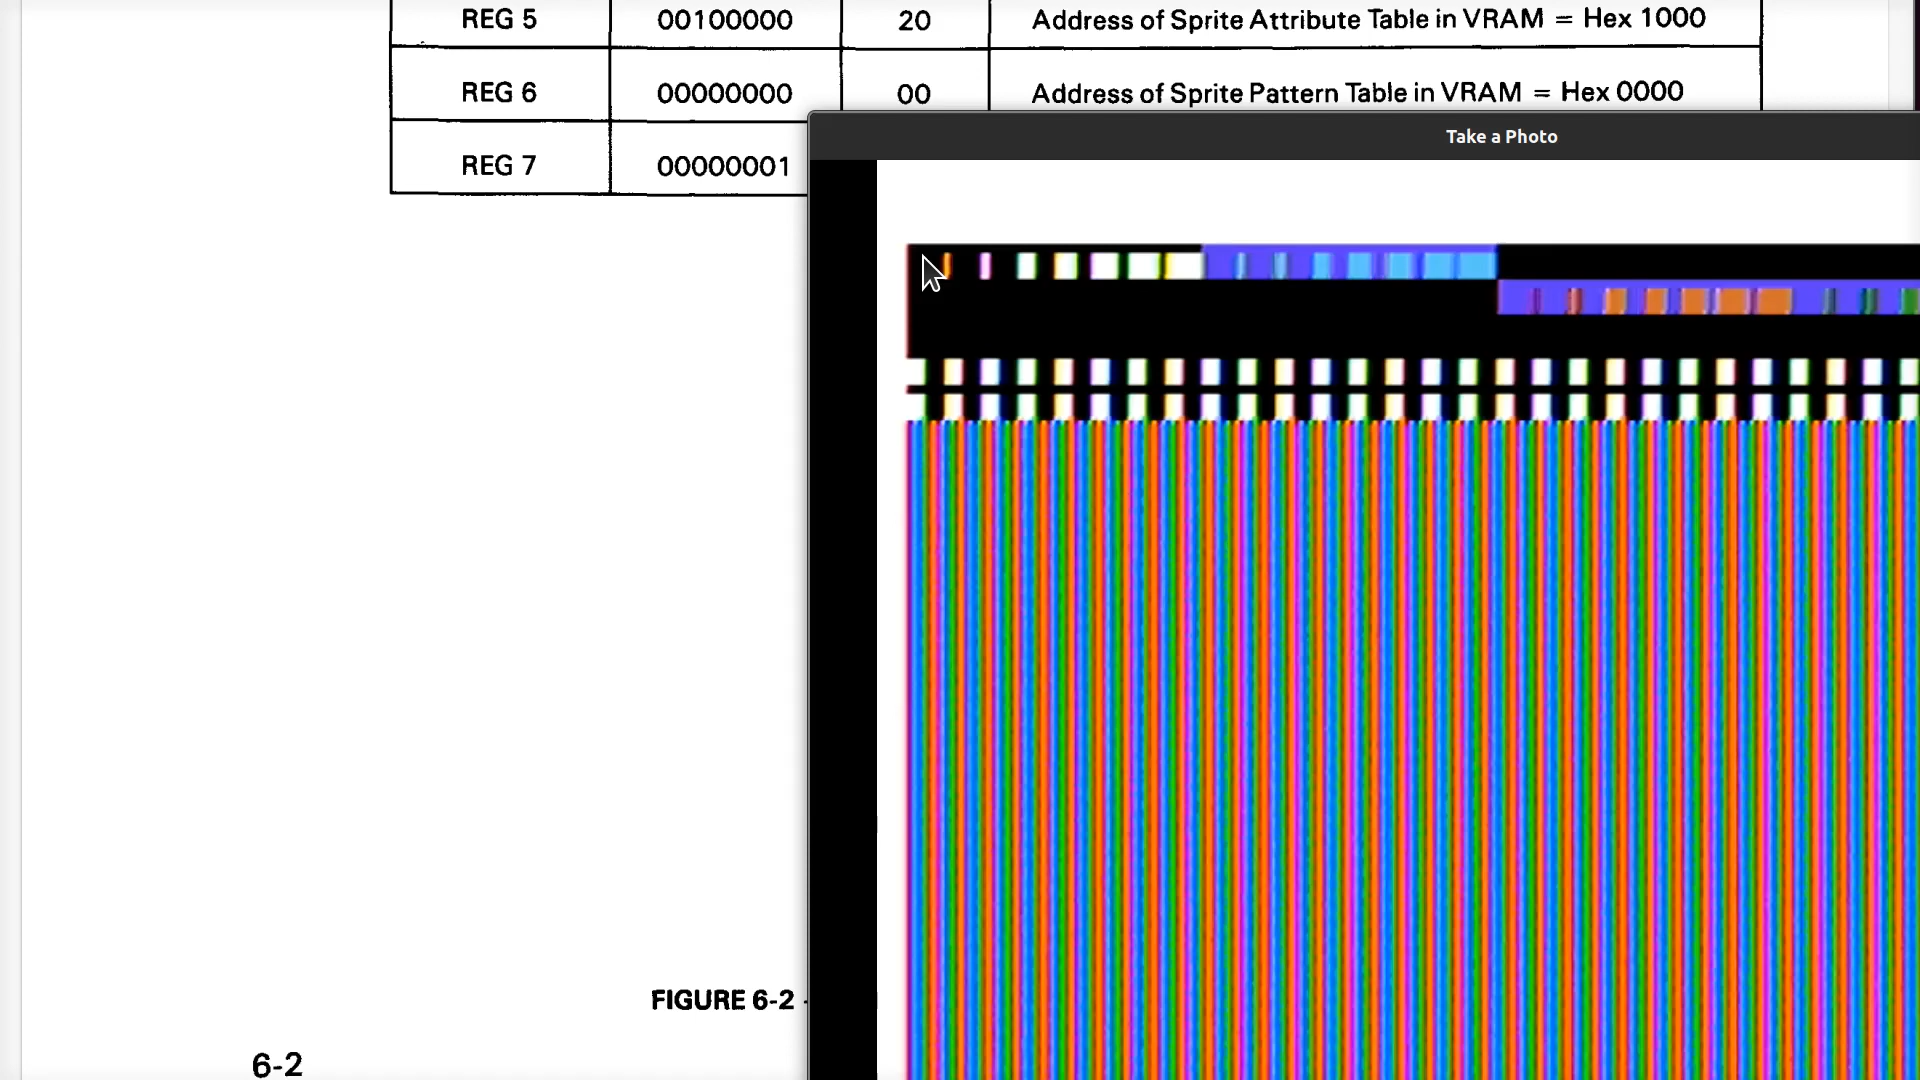 REG 5 00100000 20 Address of Sprite Attribute Table in VRAM = Hex 1000
REG 6 00000000 00 Address of Sprite Pattern Table in VRAM = Hex 0000
REG 7 00000001
Take a Photo
FIGURE 6-2 -
6-2